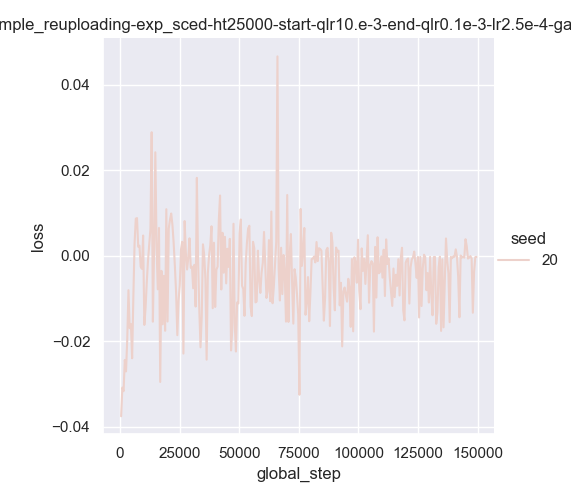 mple_reuploading-exp_sced-ht25000-start-qlr10.e-3-end-qlr0.1e-3-lr2.5e-4-ga
0.04
0.02
0.00
−0.02
−0.04
loss
0 25000 50000 75000 100000 125000 150000
global_step
seed
20